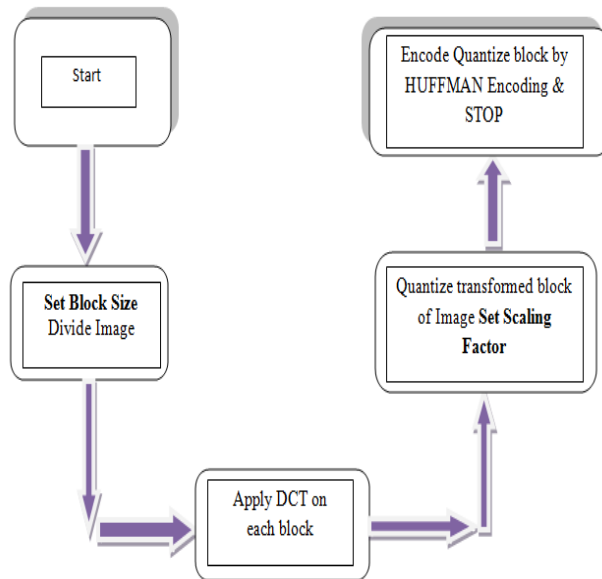 Start
Set Block Size
Divide Image
Apply DCT on
each block
Quantize transformed block
of Image Set Scaling
Factor
Encode Quantize block by
HUFFMAN Encoding &
STOP